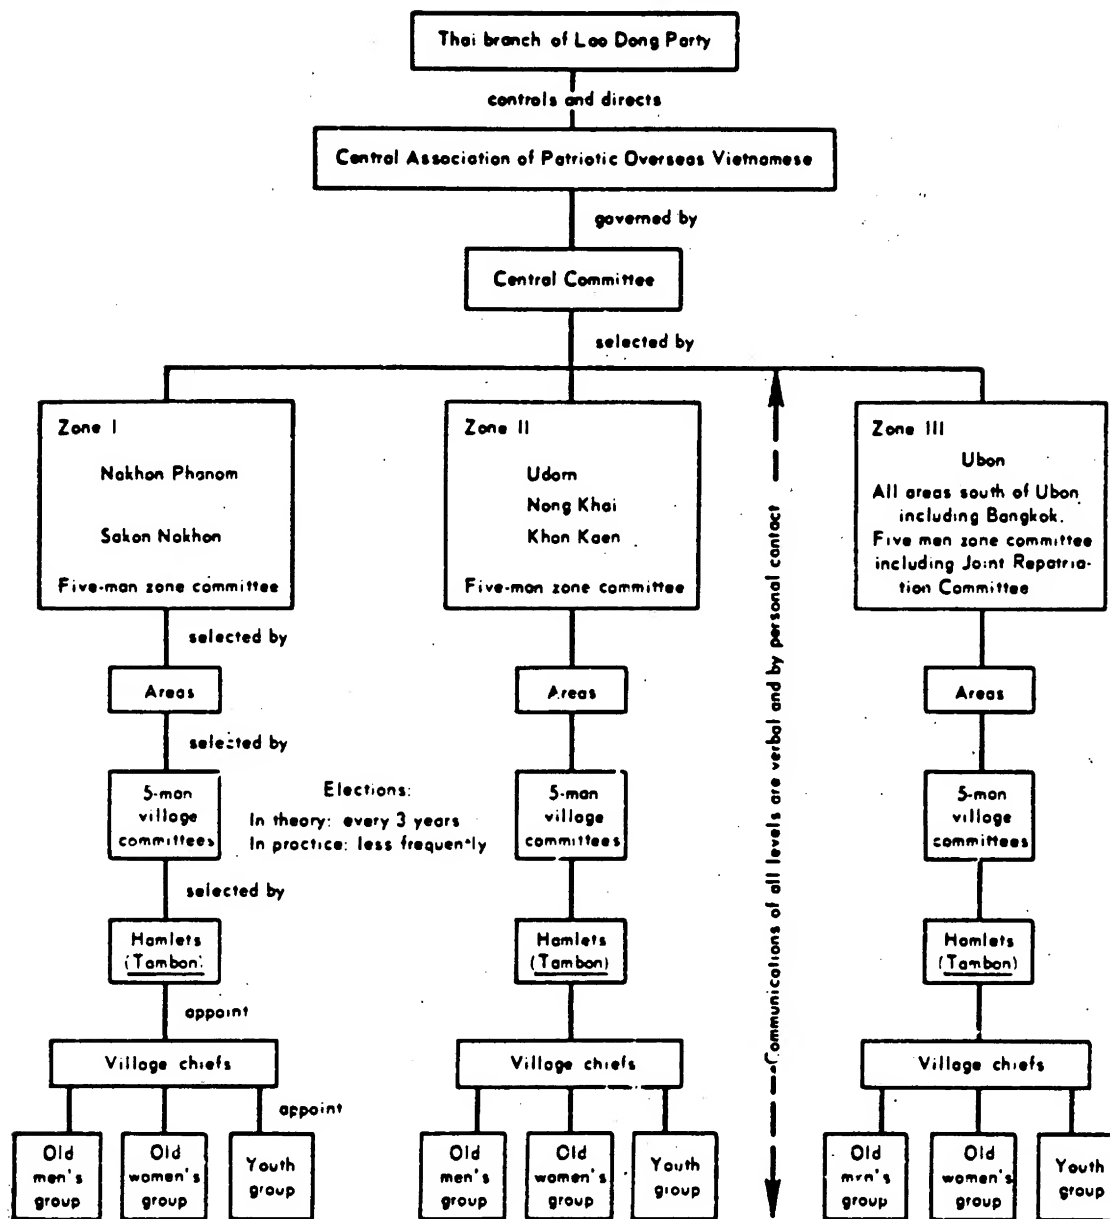 Thai branch of Lao Dong Party
controls and directs
Central Association of Patriotic Overseas Vietnamese
governed by
Central Committee
selected by
Zone I
Nakhon Phanom
Sakon Nakhon
Five-man zone committee
Zone II
Udorn
Nong Khai
Khon Kaen
Five-man zone committee
Communications of all levels are verbal and by personal contact
Zone III
Ubon
All areas south of Ubon
including Bangkok.
Five men zone committee
including Joint Repatria-
tion Committee
selected by
Areas
Areas
Areas
selected by
5-man
village
committees
Elections:
In theory: every 3 years
In practice: less frequently
5-man
village
committees
5-man
village
committees
selected by
Hamlets
(Tambon)
Hamlets
(Tambon)
Hamlets
(Tambon)
appoint
Village chiefs
Village chiefs
Village chiefs
appoint
Old
men's
group
Old
women's
group
Youth
group
Old
men's
group
Old
women's
group
Youth
group
Old
men's
group
Old
women's
group
Youth
group